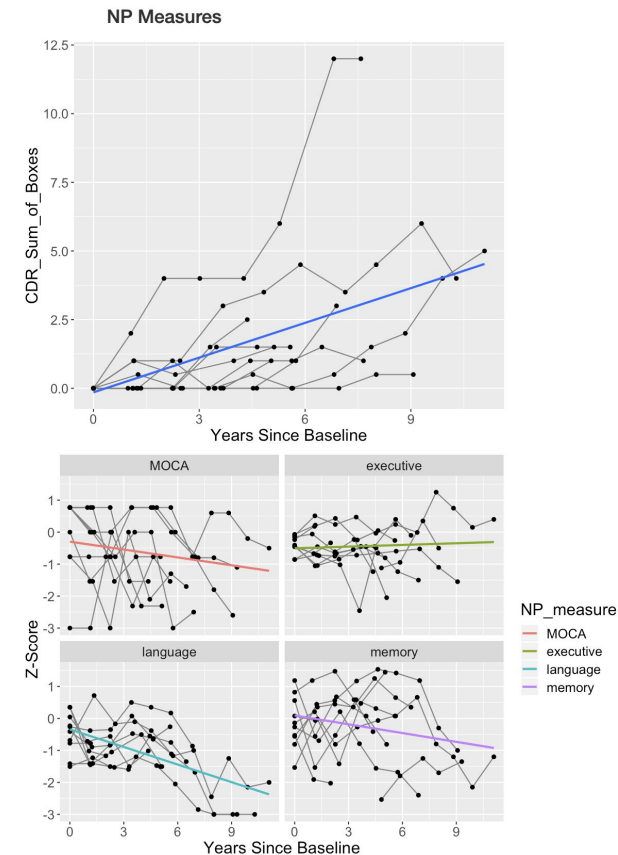 NP Measures
12.5
10.0
7.5
5.0
2.5
0.0
CDR_Sum_of_Boxes
0 3 6 9
Years Since Baseline
MOCA executive
1
0
-1
-2
-3
Z-Score
language memory
1
0
-1
-2
-3
0 3 6 9 0 3 6 9
Years Since Baseline
NP_measure
MOCA
executive
language
memory